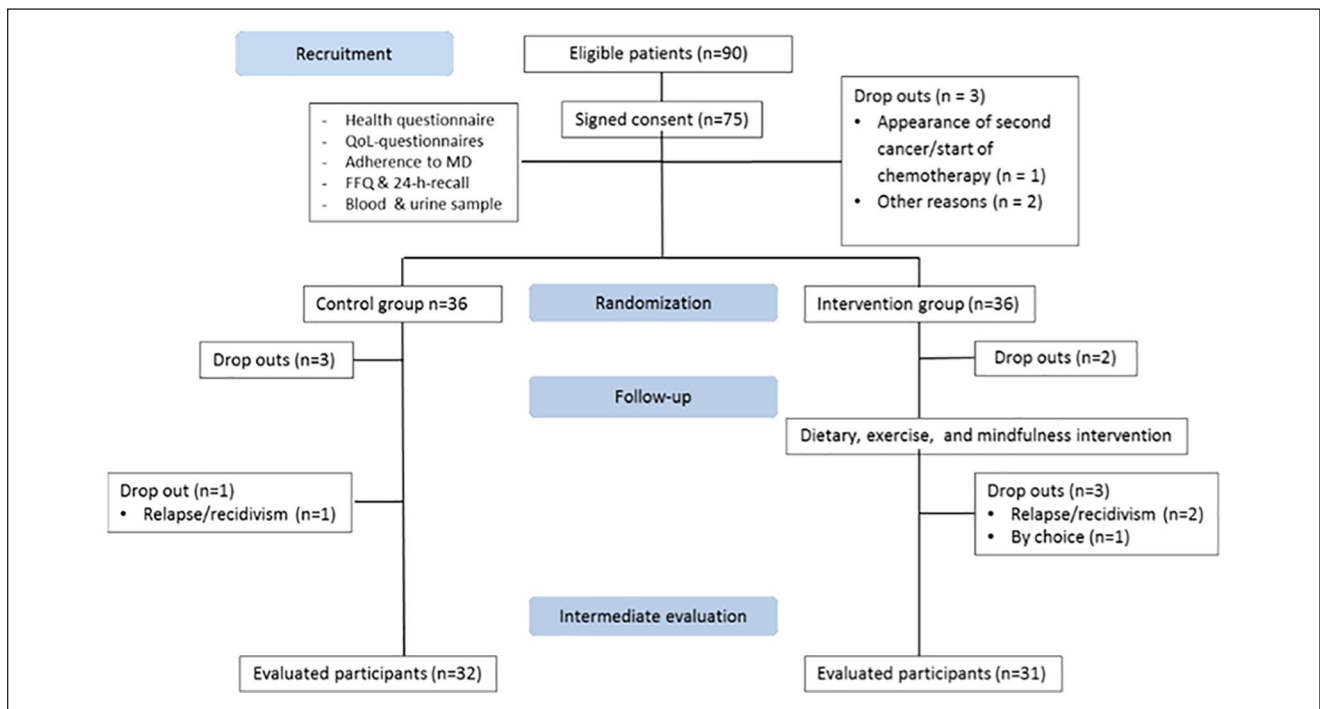 Recruitment
Eligible patients (n=90)
Signed consent (n=75)
- Health questionnaire
- QoL-questionnaires
- Adherence to MD
- FFQ & 24-h-recall
- Blood & urine sample
Drop outs (n = 3)
• Appearance of second
cancer/start of
chemotherapy (n = 1)
• Other reasons (n = 2)
Control group n=36
Randomization
Intervention group (n=36)
Drop outs (n=3)
Drop outs (n=2)
Follow-up
Dietary, exercise, and mindfulness intervention
Drop out (n=1)
• Relapse/recidivism (n=1)
Drop outs (n=3)
• Relapse/recidivism (n=2)
• By choice (n=1)
Intermediate evaluation
Evaluated participants (n=32)
Evaluated participants (n=31)